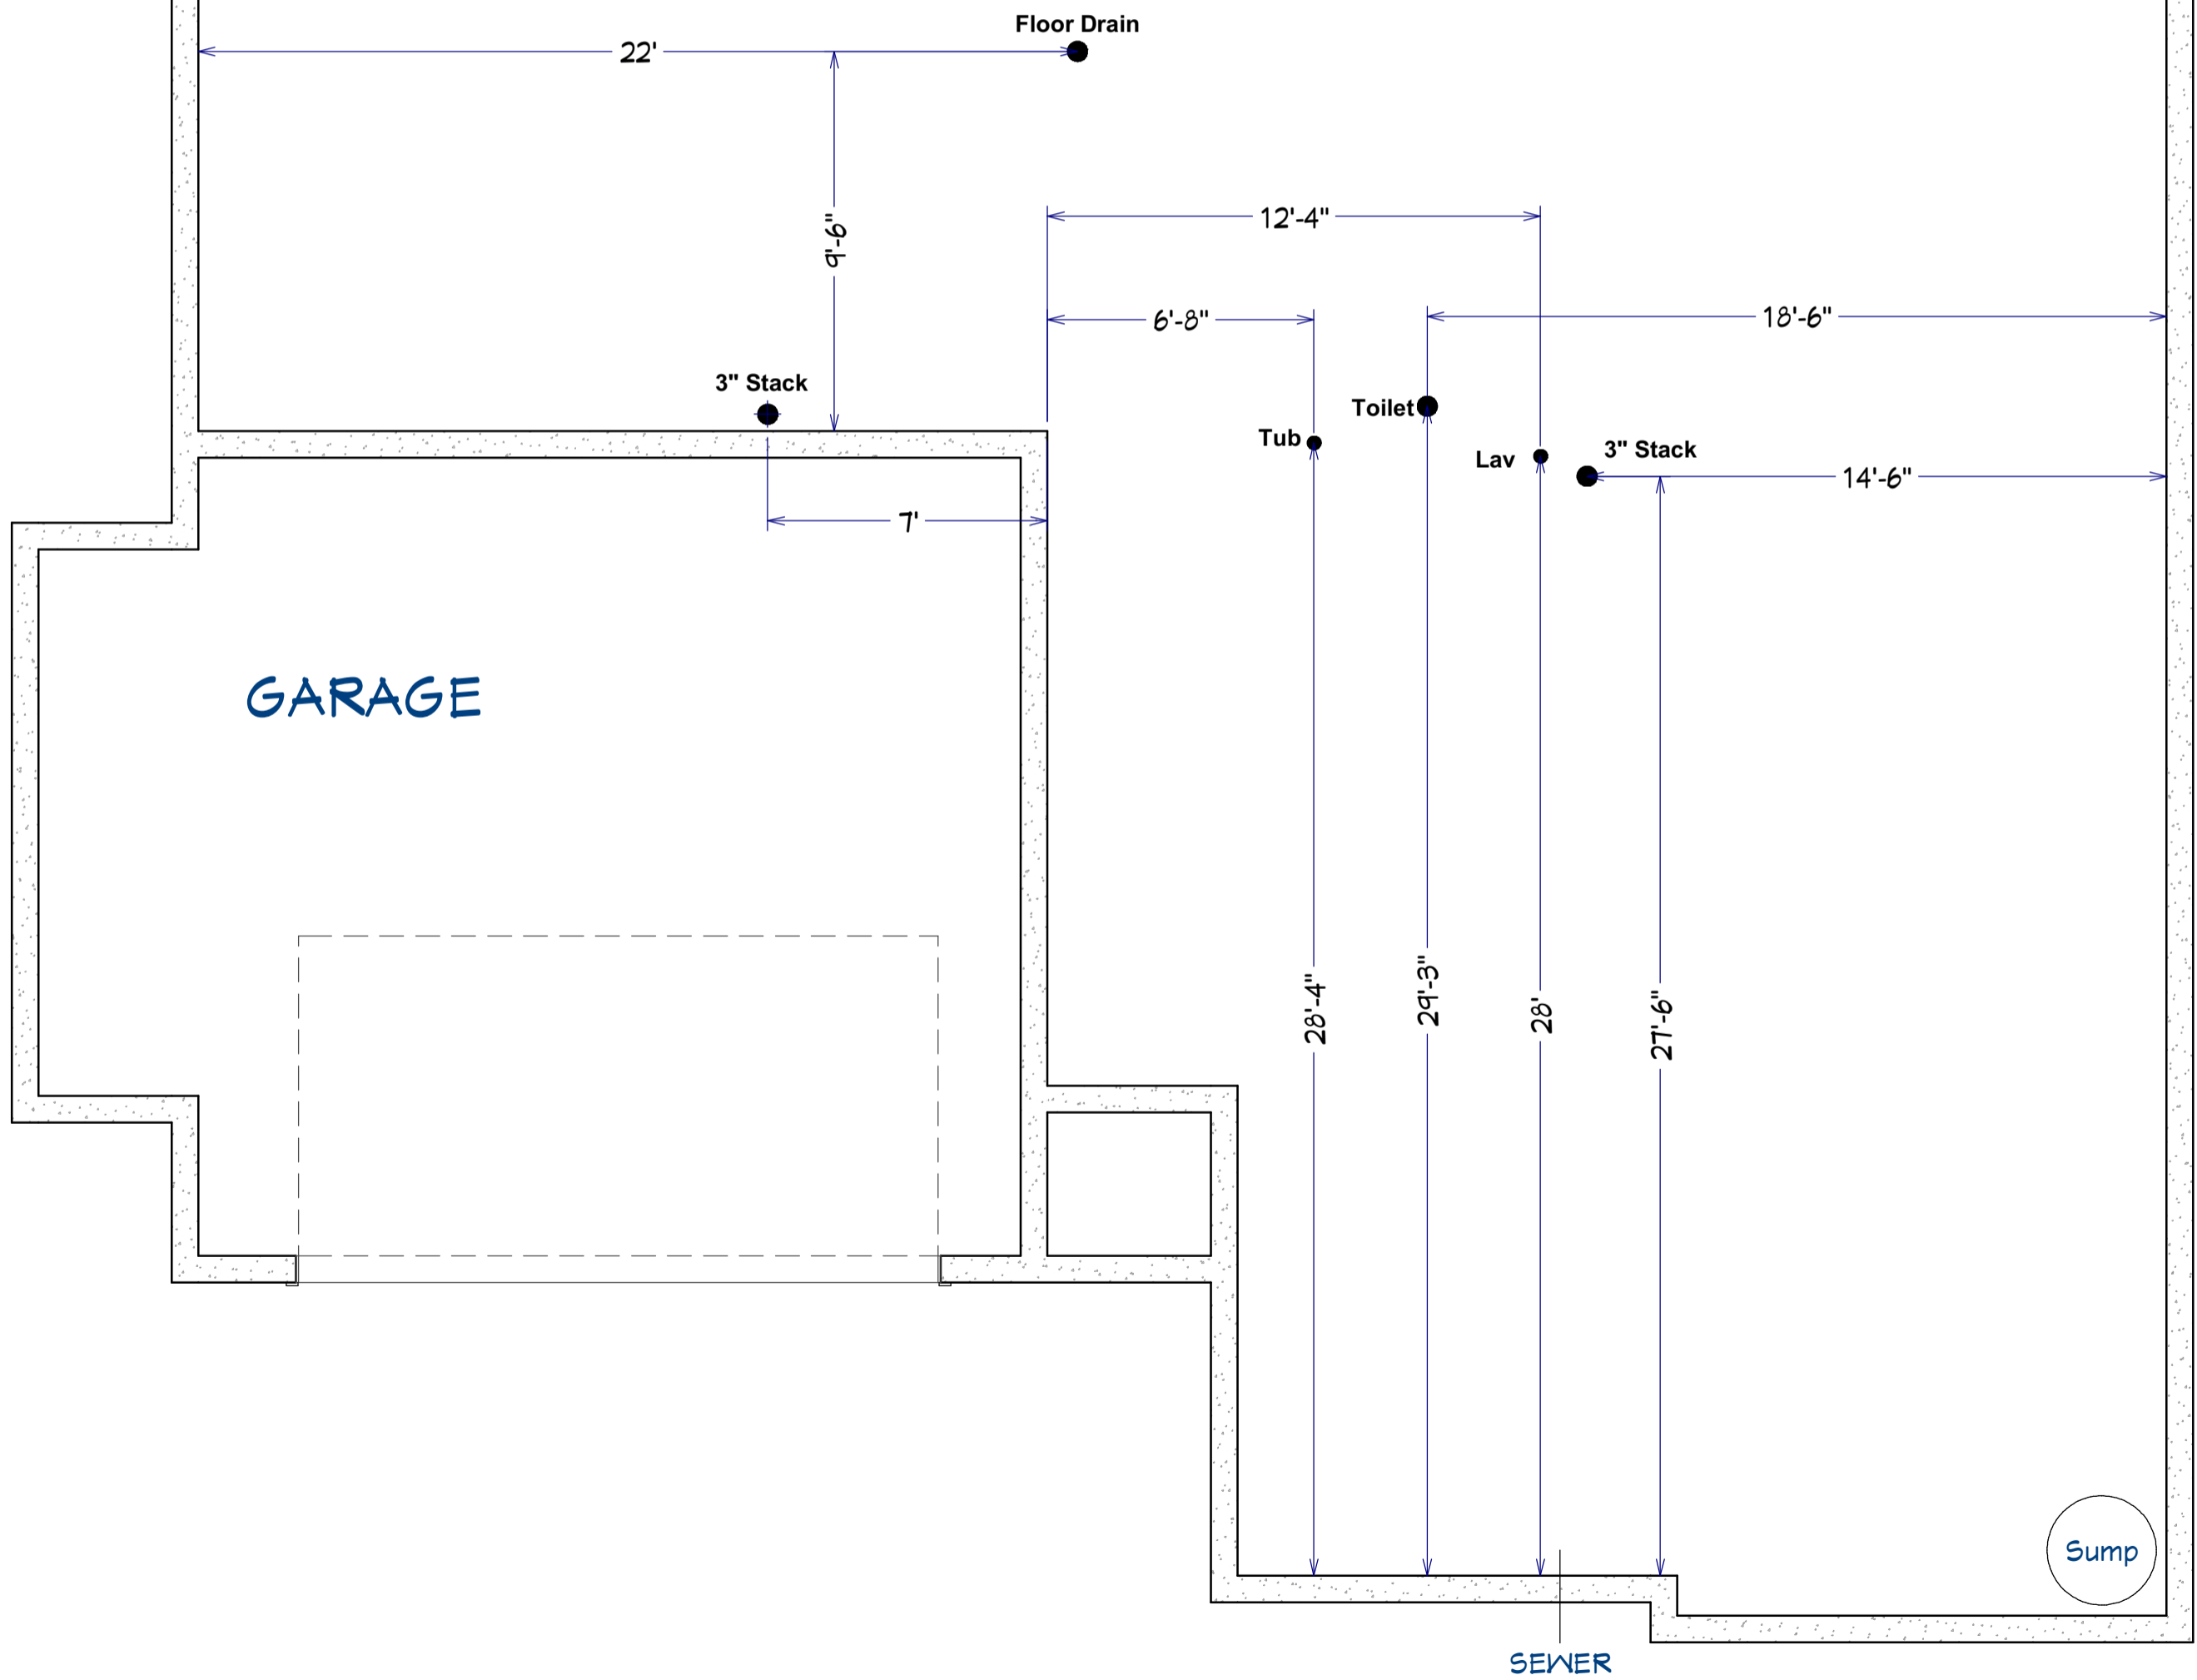 Floor Drain
22'
9'-6"
12'-4"
6'-8"
18'-6"
3" Stack
Toilet
Tub
Lav
3" Stack
14'-6"
7'
GARAGE
28'-4"
29'-3"
28'
27'-6"
Sump
SEWER